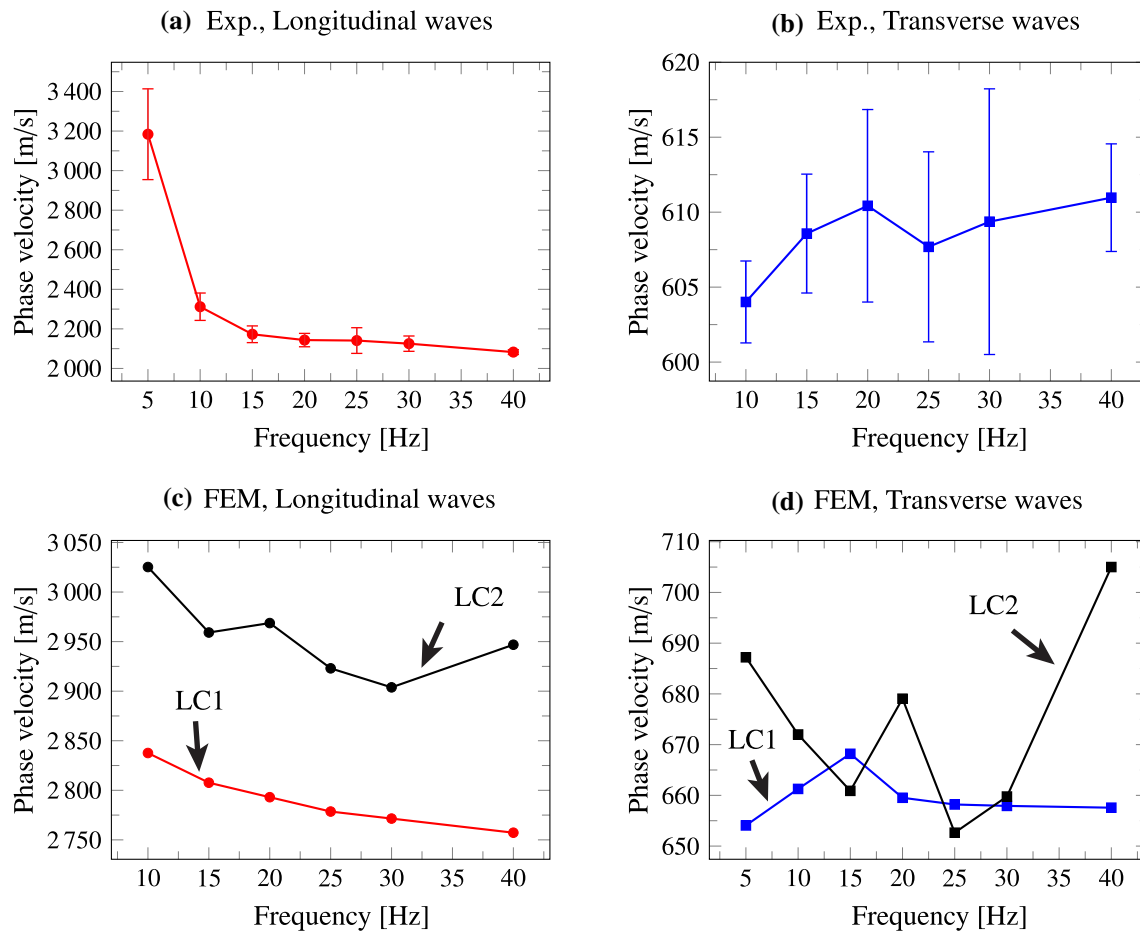 (a) Exp., Longitudinal waves
3 400
3 200
3 000
2 800
2 600
2 400
2 200
2 000
Phase velocity [m/s]
5 10 15 20 25 30 35 40
Frequency [Hz]
(b) Exp., Transverse waves
620
615
610
605
600
Phase velocity [m/s]
10 15 20 25 30 35 40
Frequency [Hz]
(c) FEM, Longitudinal waves
3 050
3 000
2 950
2 900
2 850
2 800
2 750
Phase velocity [m/s]
LC2
LC1
10 15 20 25 30 35 40
Frequency [Hz]
(d) FEM, Transverse waves
710
700
690
680
670
660
650
Phase velocity [m/s]
LC2
LC1
5 10 15 20 25 30 35 40
Frequency [Hz]